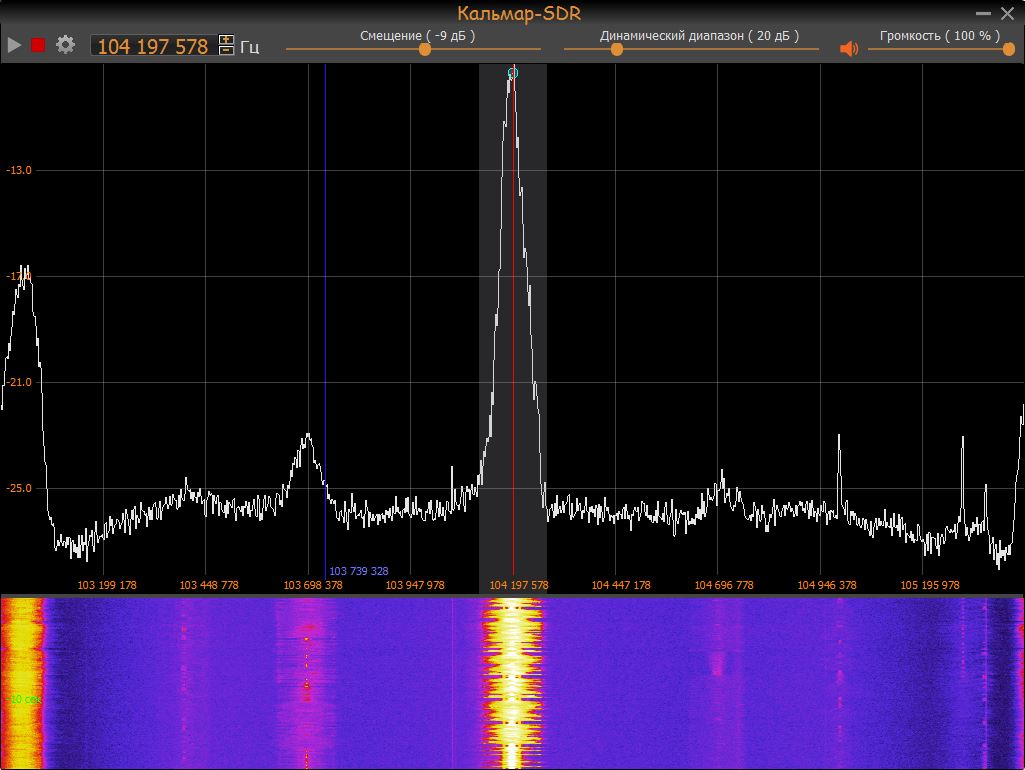 Кальмар-SDR
104 197 578 Гц
Смещение ( -9 дБ )
Динамический диапазон ( 20 дБ )
Громкость ( 100 % )
-13.0
-17.0
-21.0
-25.0
103 739 328
103 199 178
103 448 778
103 698 378
103 947 978
104 197 578
104 447 178
104 696 778
104 946 378
105 195 978
-10 сек